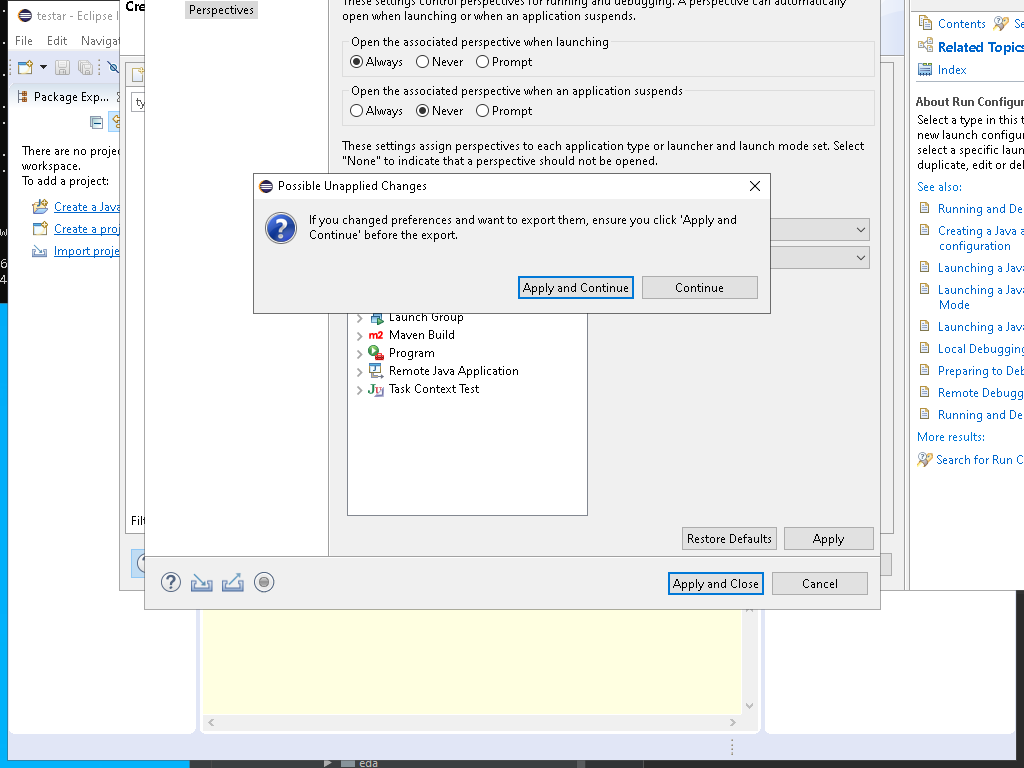 testar - Eclipse
File Edit Navigat
Package Exp...
There are no proje
workspace.
To add a project:
Create a Java
Create a proj
Import proje
Cre
ty
Filt
Perspectives
These settings control perspectives for running and debugging. A perspective can automatically
open when launching or when an application suspends.
Open the associated perspective when launching
Always Never Prompt
Open the associated perspective when an application suspends
Always Never Prompt
These settings assign perspectives to each application type or launcher and launch mode set. Select
"None" to indicate that a perspective should not be opened.
Possible Unapplied Changes
If you changed preferences and want to export them, ensure you click 'Apply and
Continue' before the export.
Apply and Continue Continue
Launch Group
m2 Maven Build
Program
Remote Java Application
Ju Task Context Test
Restore Defaults Apply
Apply and Close Cancel
Contents Se
Related Topics
Index
About Run Configur
Select a type in this t
new launch configu
select a specific laun
duplicate, edit or del
See also:
Running and De
Creating a Java a
configuration
Launching a Java
Launching a Java
Mode
Launching a Java
Local Debugging
Preparing to Deb
Remote Debugg
Running and De
More results:
Search for Run C
eda